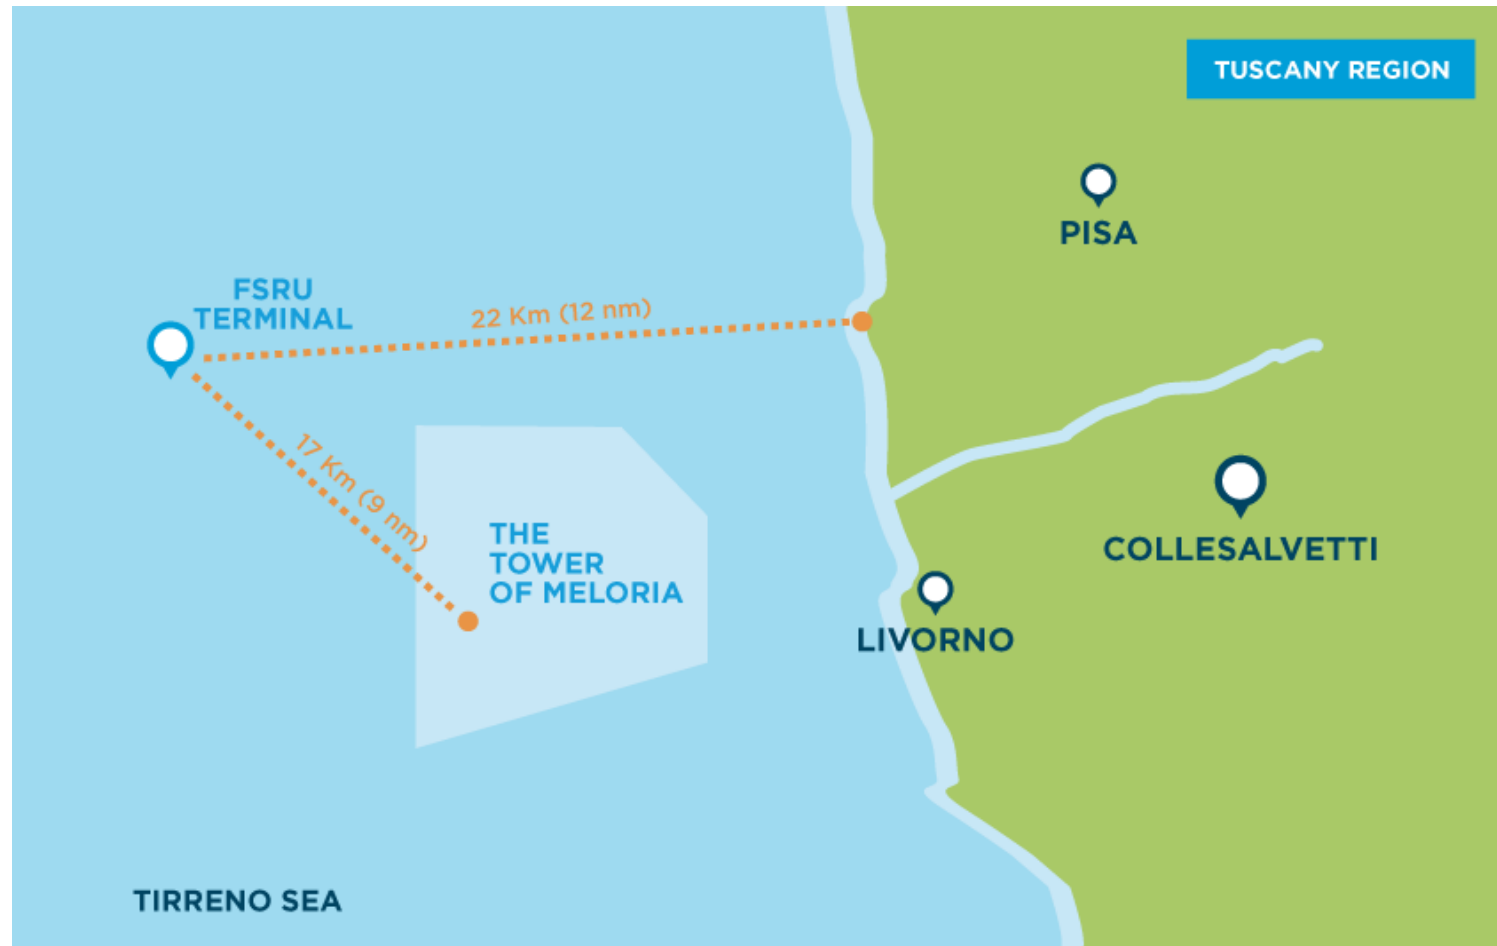 TUSCANY REGION
PISA
FSRU
TERMINAL
22 Km (12 nm)
17 Km (9 nm)
THE
TOWER
OF MELORIA
COLLESALVETTI
LIVORNO
TIRRENO SEA